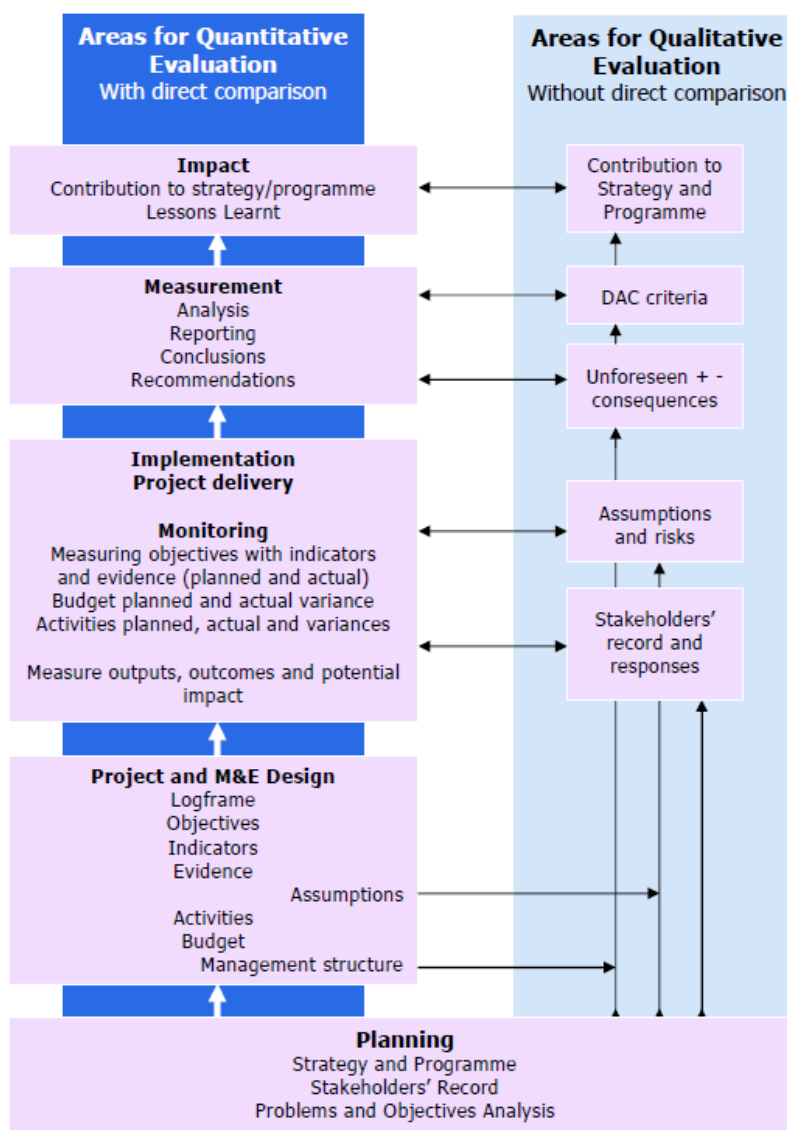 Areas for Quantitative
Evaluation
With direct comparison
Areas for Qualitative
Evaluation
Without direct comparison
Impact
Contribution to strategy/programme
Lessons Learnt
Contribution to
Strategy and
Programme
Measurement
Analysis
Reporting
Conclusions
Recommendations
DAC criteria
Unforeseen + -
consequences
Implementation
Project delivery
Monitoring
Measuring objectives with indicators
and evidence (planned and actual)
Budget planned and actual variance
Activities planned, actual and variances
Measure outputs, outcomes and potential
impact
Assumptions
and risks
Stakeholders’
record and
responses
Project and M&E Design
Logframe
Objectives
Indicators
Evidence
Assumptions
Activities
Budget
Management structure
Planning
Strategy and Programme
Stakeholders’ Record
Problems and Objectives Analysis